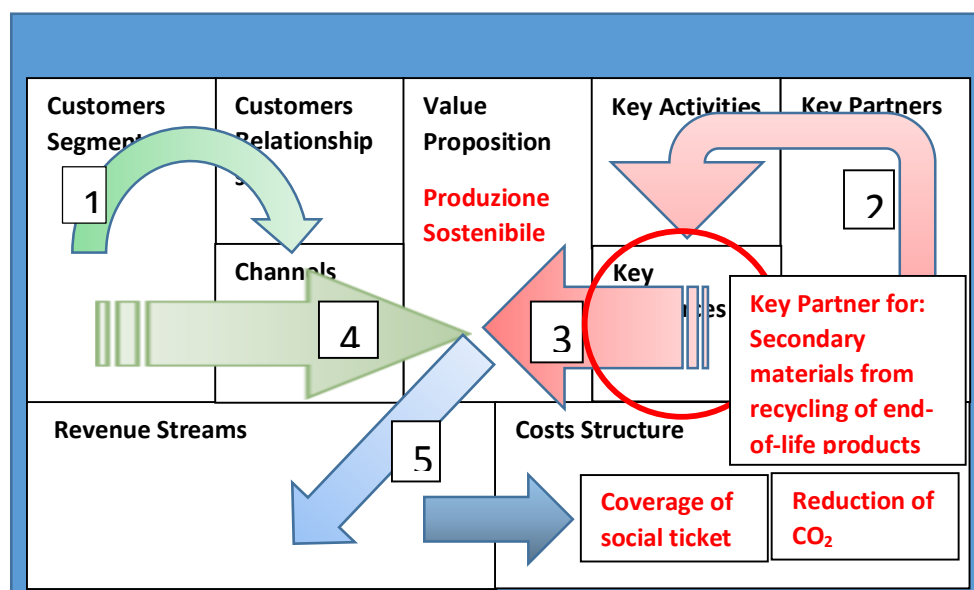 Customers
Segment
1
Customers
Relationship
s
Channels
4
Value
Proposition
Produzione
Sostenibile
3
Key Activities
Key
Key Partners
2
Key Partner for:
Secondary
materials from
recycling of end-
of-life products
Revenue Streams
5
Costs Structure
Coverage of
social ticket
Reduction of
CO₂